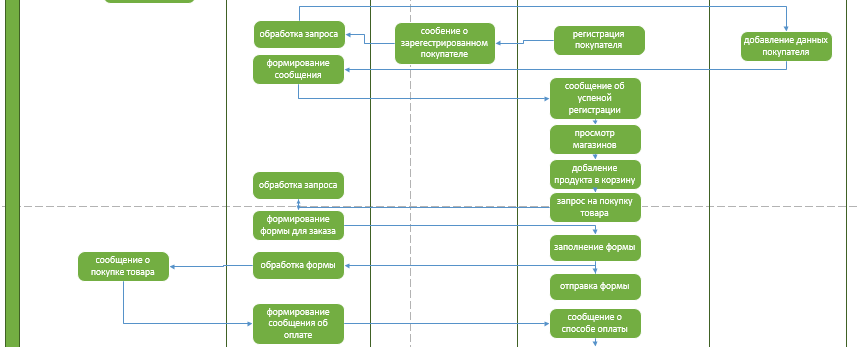 обработка запроса
сообение о
зарегестрированном
покупателе
регистрация
покупателя
добавление данных
покупателя
формирование
сообщения
сообщение об
успеной
регистрации
просмотр
магазинов
добаление
продукта в корзину
обработка запроса
запрос на покупку
товара
формирование
формы для заказа
заполнение формы
сообщение о
покупке товара
обработка формы
отправка формы
формирование
сообщения об
оплате
сообщение о
способе оплаты